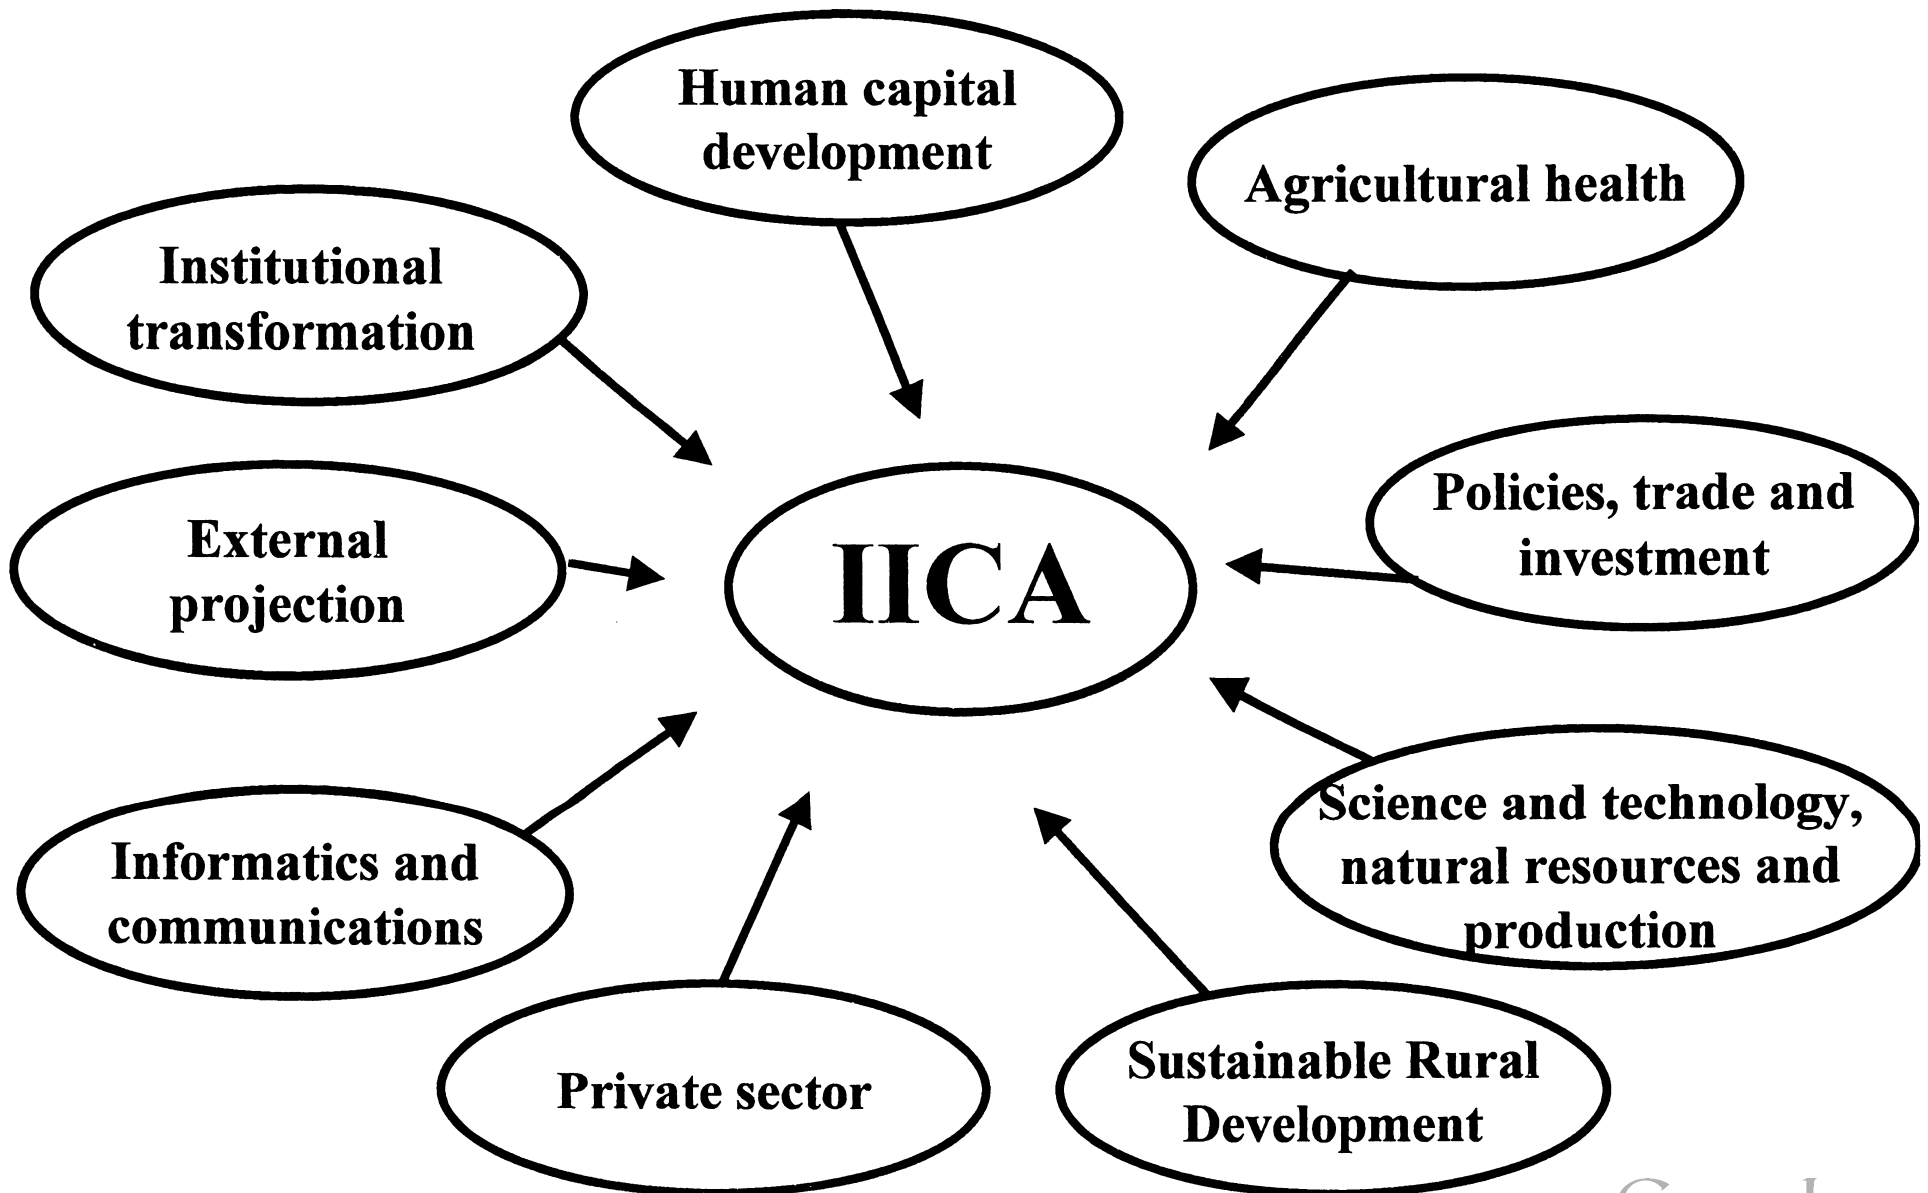 Human capital
development
Agricultural health
Institutional
transformation
Policies, trade and
investment
External
projection
IICA
Science and technology,
natural resources and
production
Informatics and
communications
Sustainable Rural
Development
Private sector